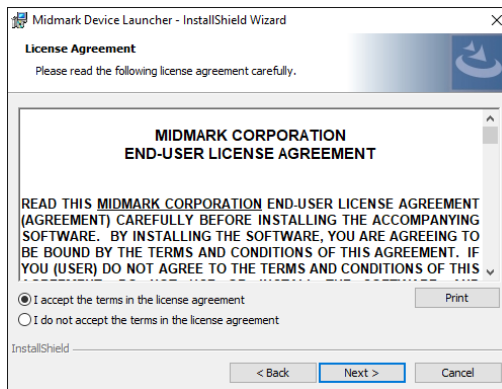 Midmark Device Launcher - InstallShield Wizard
License Agreement
Please read the following license agreement carefully.
MIDMARK CORPORATION
END-USER LICENSE AGREEMENT
READ THIS MIDMARK CORPORATION END-USER LICENSE AGREEMENT
(AGREEMENT) CAREFULLY BEFORE INSTALLING THE ACCOMPANYING
SOFTWARE. BY INSTALLING THE SOFTWARE, YOU ARE AGREEING TO
BE BOUND BY THE TERMS AND CONDITIONS OF THIS AGREEMENT. IF
YOU (USER) DO NOT AGREE TO THE TERMS AND CONDITIONS OF THIS
I accept the terms in the license agreement
Print
I do not accept the terms in the license agreement
InstallShield
< Back
Next >
Cancel